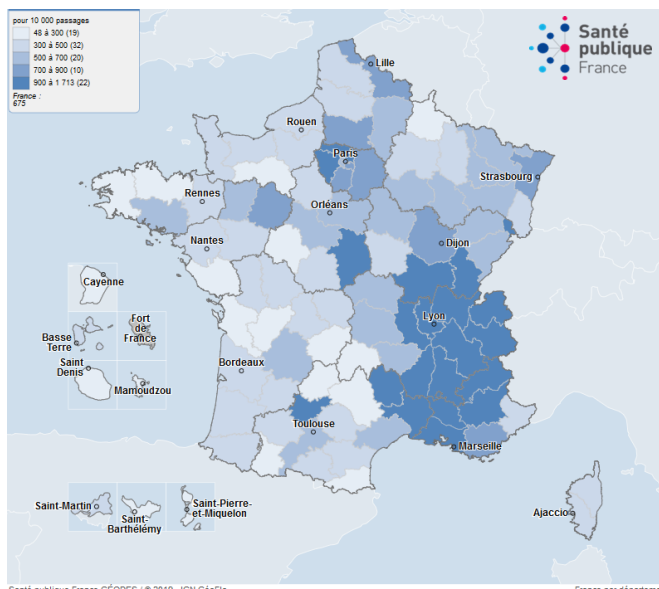 pour 10 000 passages
48 à 300 (19)
300 à 500 (32)
500 à 700 (20)
700 à 900 (10)
900 à 1 713 (22)
France :
675
Santé
publique
France
Lille
Rouen
Paris
Strasbourg
Rennes
Orléans
Dijon
Nantes
Cayenne
Lyon
Fort
de
France
Basse
Terre
Saint
Denis
Bordeaux
Mamoudzou
Toulouse
Marseille
Saint-Martin
Saint-
Barthélémy
Saint-Pierre-
et-Miquelon
Ajaccio